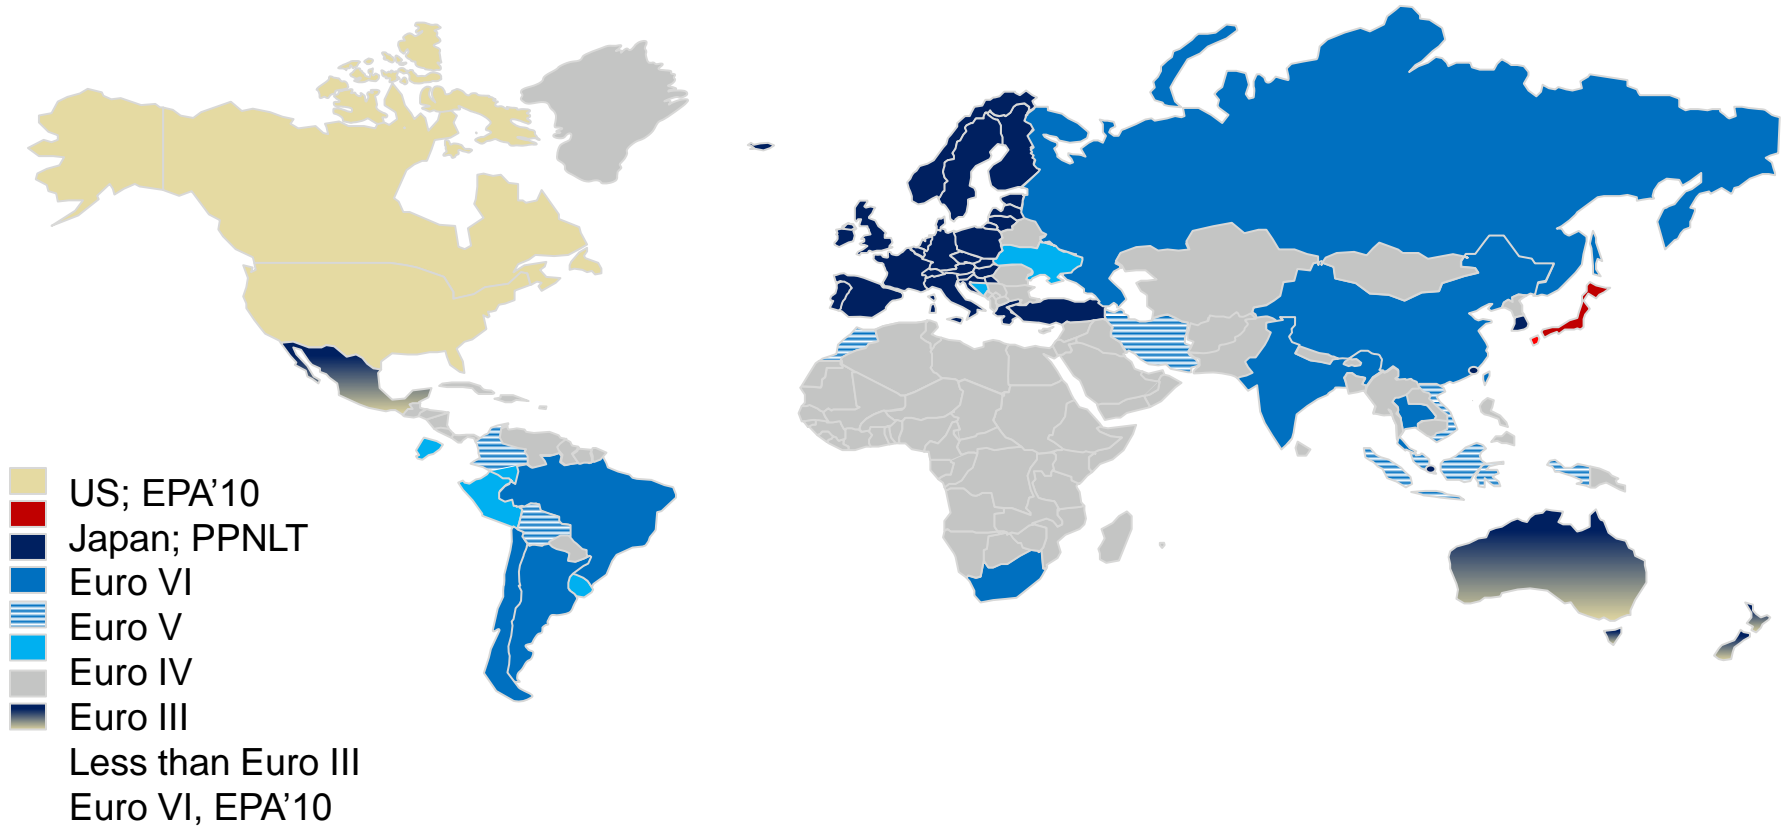 US; EPA’10
Japan; PPNLT
Euro VI
Euro V
Euro IV
Euro III
Less than Euro III
Euro VI, EPA’10